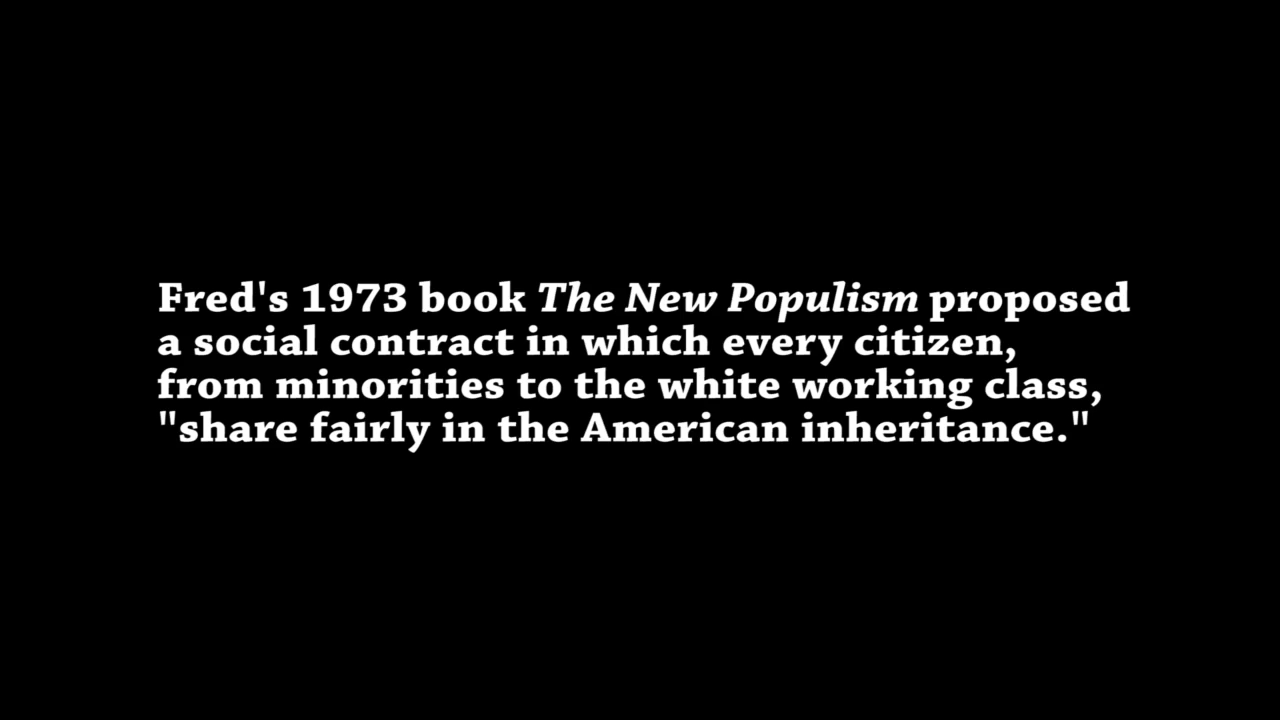 Fred's 1973 book The New Populism proposed
a social contract in which every citizen,
from minorities to the white working class,
"share fairly in the American inheritance."